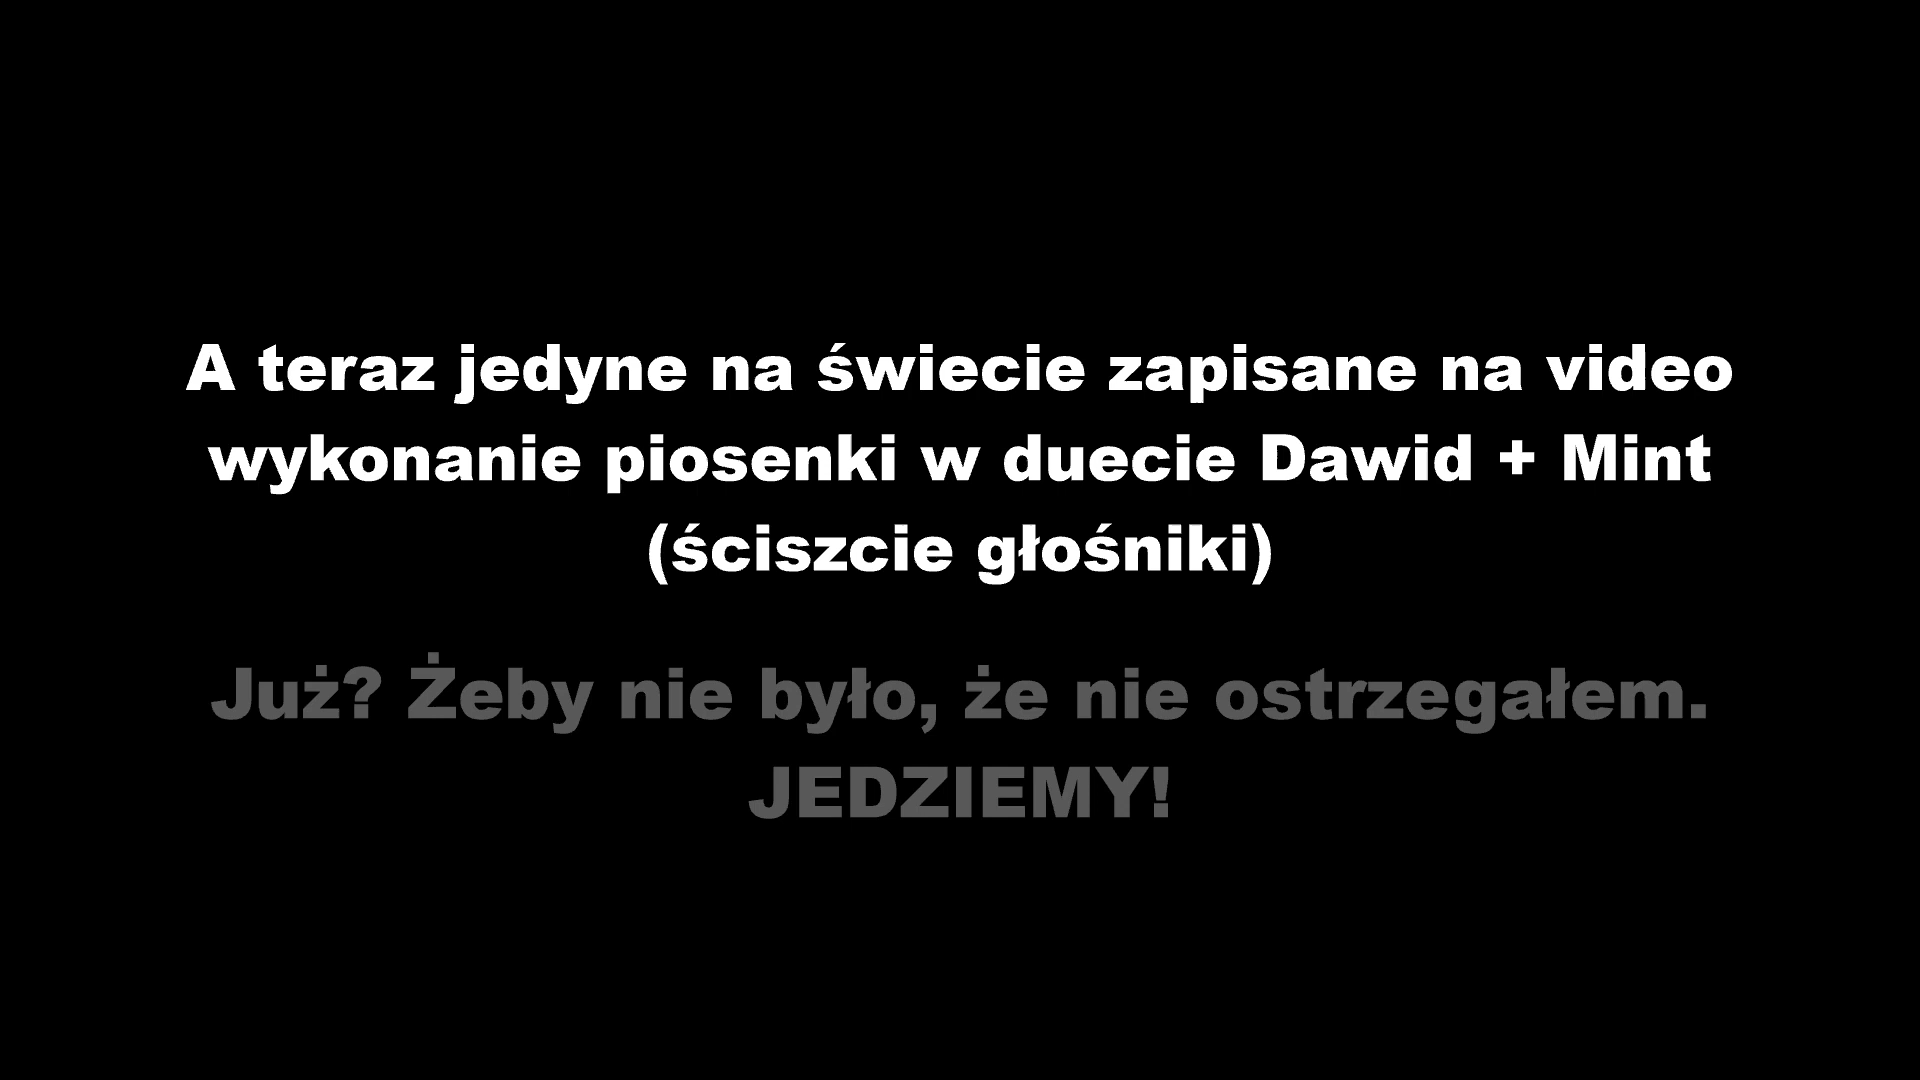 A teraz jedyne na świecie zapisane na video
wykonanie piosenki w duecie Dawid + Mint
(ściszcie głośniki)
Już? Żeby nie było, że nie ostrzegałem.
JEDZIEMY!